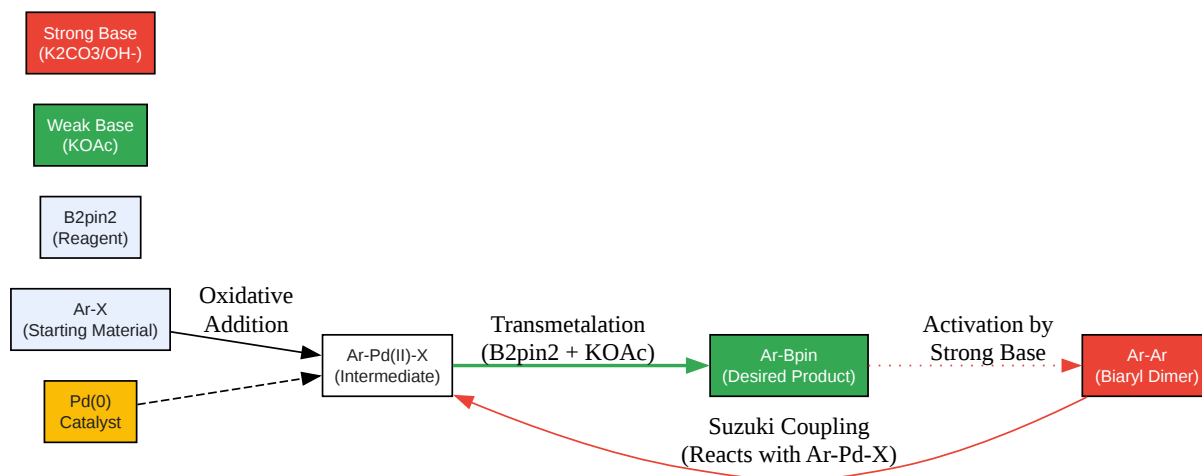 Strong Base
(K2CO3/OH-)
Weak Base
(KOAc)
B2pin2
(Reagent)
Ar-X
(Starting Material)
Pd(0)
Catalyst
Oxidative
Addition
Ar-Pd(II)-X
(Intermediate)
Transmetalation
(B2pin2 + KOAc)
Ar-Bpin
(Desired Product)
Activation by
Strong Base
Ar-Ar
(Biaryl Dimer)
Suzuki Coupling
(Reacts with Ar-Pd-X)